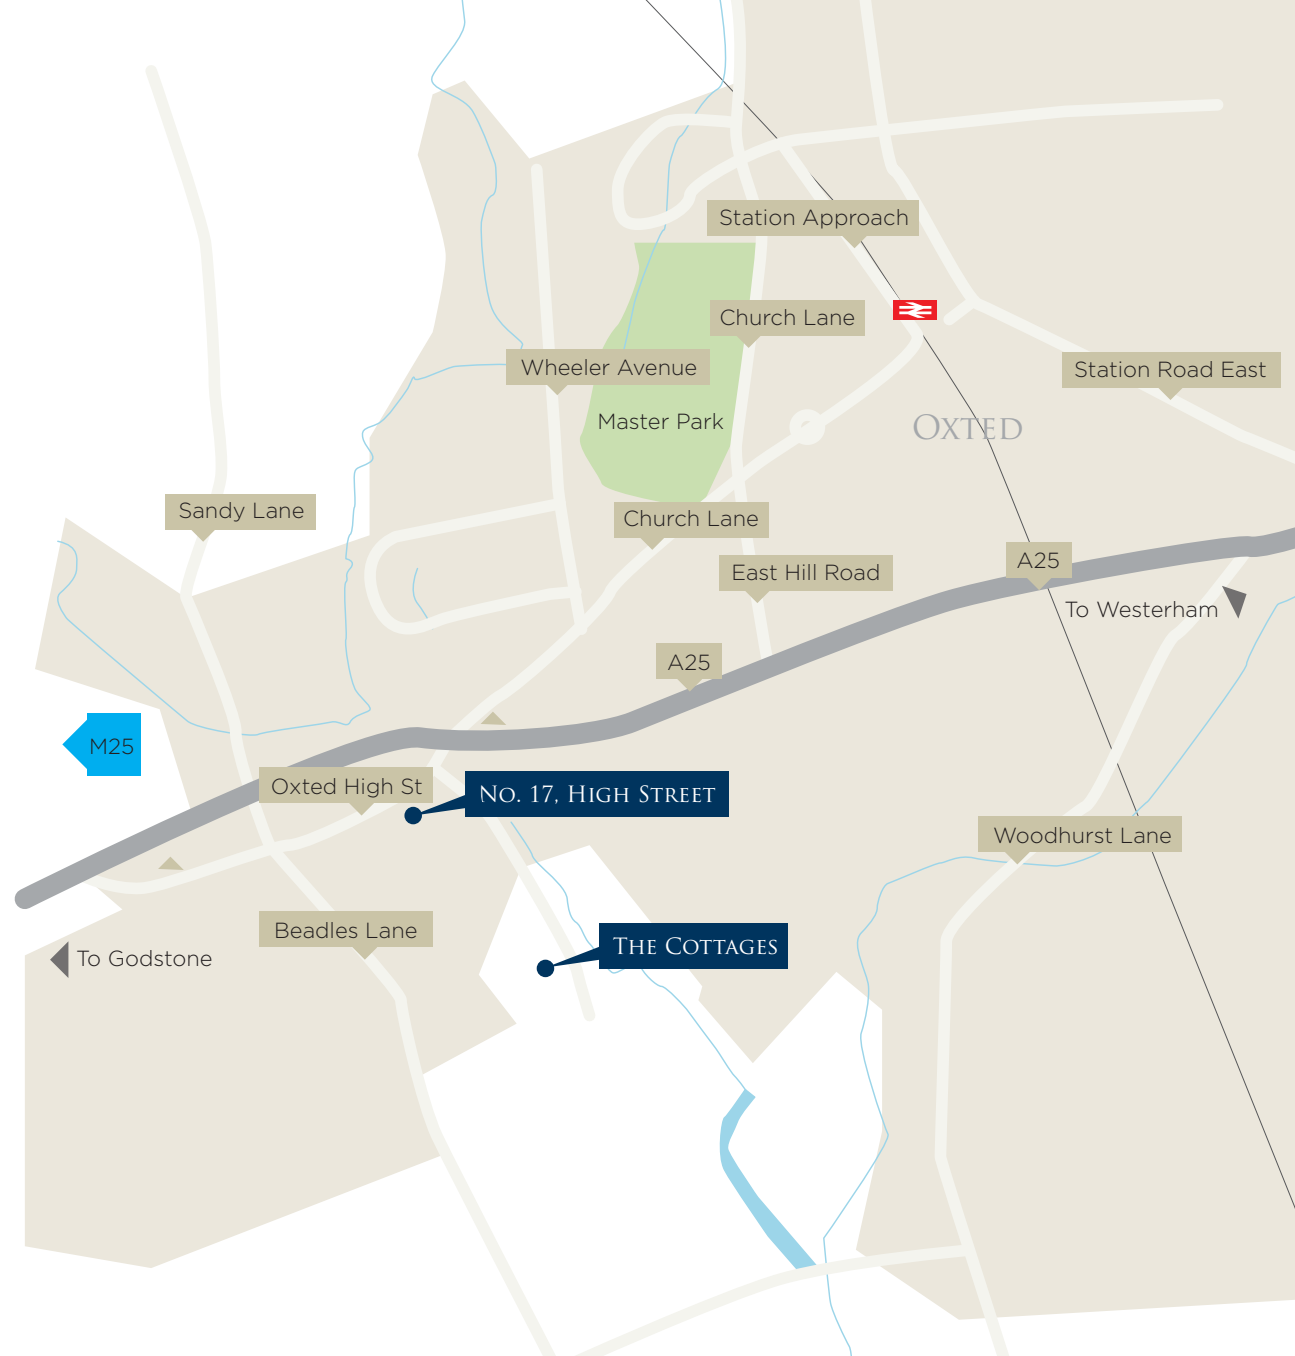 Station Approach
Church Lane
Wheeler Avenue
Station Road East
Master Park
OXTED
Sandy Lane
Church Lane
East Hill Road
A25
To Westerham
A25
M25
Oxted High St
No. 17, High Street
Woodhurst Lane
Beadles Lane
The Cottages
To Godstone